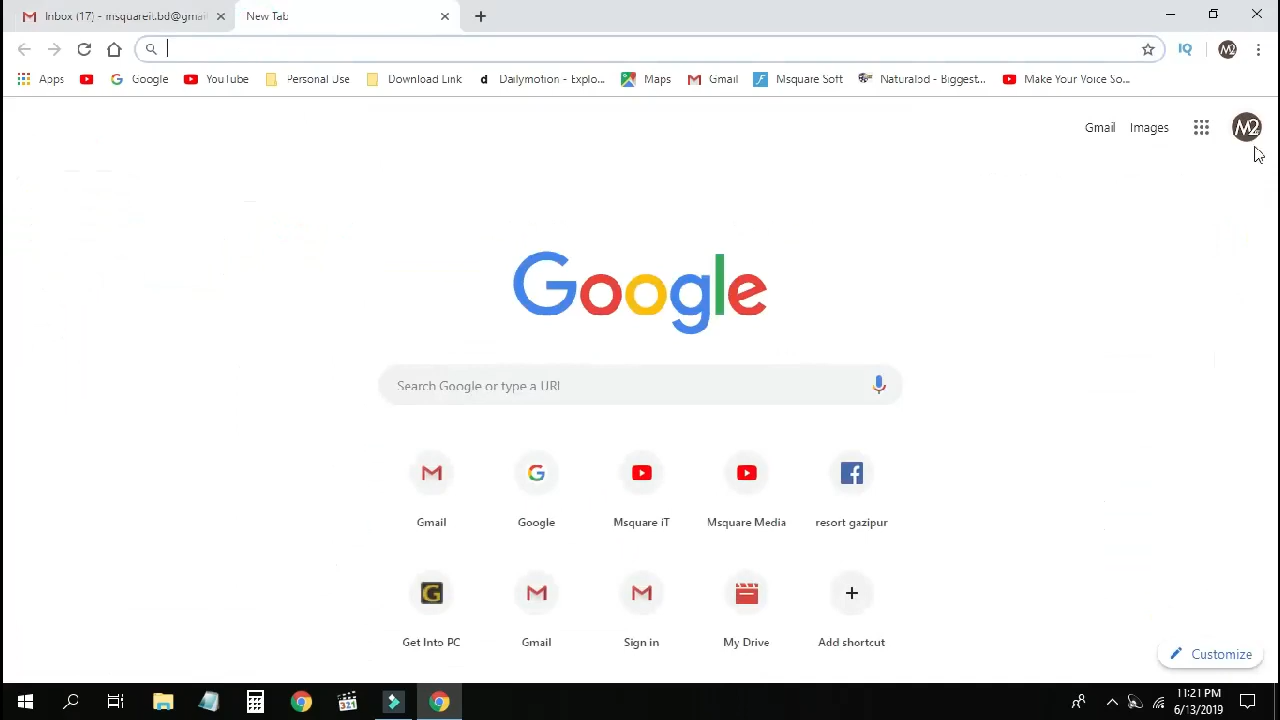 Inbox (17) - msquareit.bd@gmail
New Tab
Apps
Google
YouTube
Personal Use
Download Link
Dailymotion - Explo...
Maps
Gmail
Msquare Soft
Naturalbd - Biggest...
Make Your Voice So...
IQ
M2
Gmail
Images
M2
Google
Search Google or type a URL
Gmail
Google
Msquare iT
Msquare Media
resort gazipur
Get Into PC
Gmail
Sign in
My Drive
Add shortcut
Customize
321
11:21 PM
6/13/2019